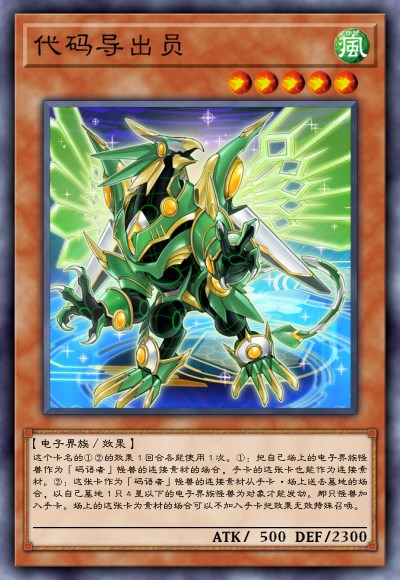 代码导出员
風
【电子界族／效果】
这个卡名的①②的效果1回合各能使用1次。①：把自己场上的电子界族怪
兽作为「码语者」怪兽的连接素材的场合，手卡的这张卡也能作为连接素
材。②：这张卡作为「码语者」怪兽的连接素材从手卡·场上送去墓地的场
合，以自己墓地1只4星以下的电子界族怪兽为对象才能发动。那只怪兽加
入手卡。场上的这张卡为素材的场合可以不加入手卡把效果无效特殊召唤。
ATK/ 500 DEF/2300